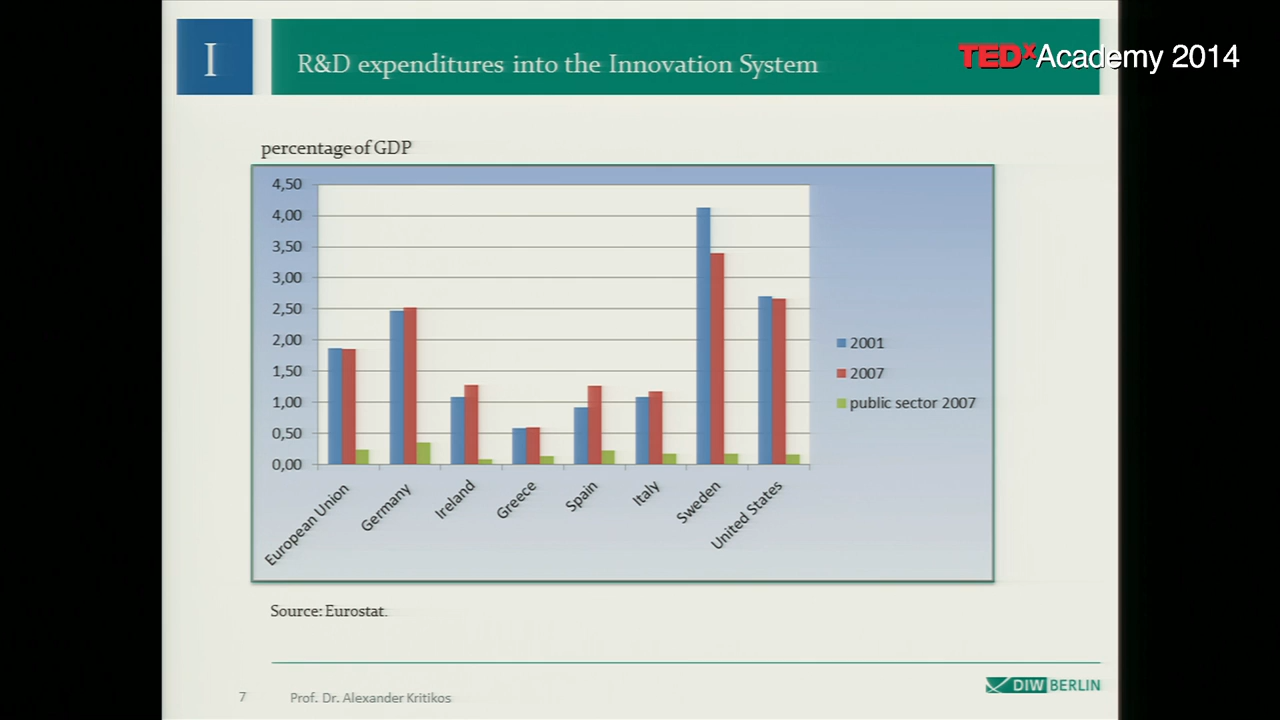 I
R&D expenditures into the Innovation System
TEDxAcademy 2014
percentage of GDP
4,50
4,00
3,50
3,00
2,50
2,00
1,50
1,00
0,50
0,00
European Union
Germany
Ireland
Greece
Spain
Italy
Sweden
United States
2001
2007
public sector 2007
Source: Eurostat.
7
Prof. Dr. Alexander Kritikos
DIW BERLIN